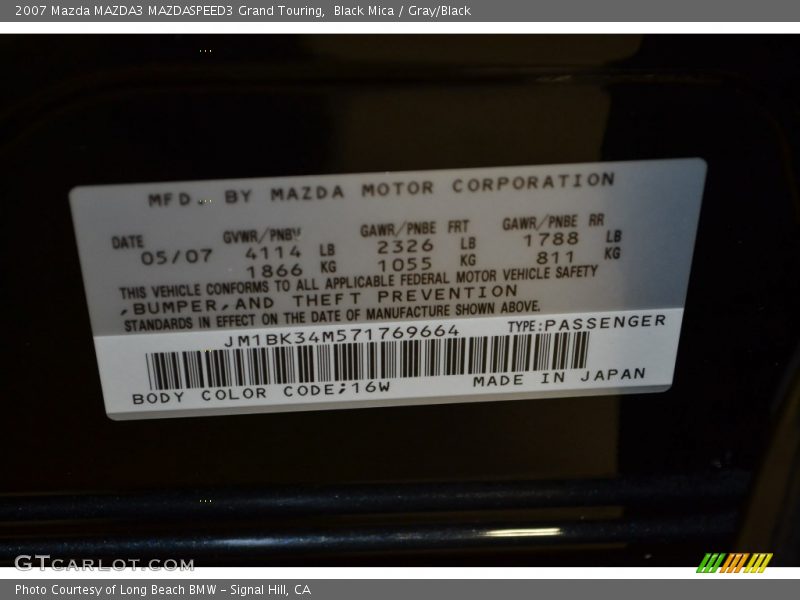 2007 Mazda MAZDA3 MAZDASPEED3 Grand Touring,  Black Mica / Gray/Black
MFD. BY MAZDA MOTOR CORPORATION
DATE GVWR/PNBV GAWR/PNBE FRT GAWR/PNBE RR
05/07 4114 LB 2326 LB 1788 LB
1866 KG 1055 KG 811 KG
THIS VEHICLE CONFORMS TO ALL APPLICABLE FEDERAL MOTOR VEHICLE SAFETY
,BUMPER,AND THEFT PREVENTION
STANDARDS IN EFFECT ON THE DATE OF MANUFACTURE SHOWN ABOVE.
JM1BK34M571769664 TYPE:PASSENGER
BODY COLOR CODE;16W MADE IN JAPAN
GTCARLOT.COM
Photo Courtesy of Long Beach BMW - Signal Hill, CA